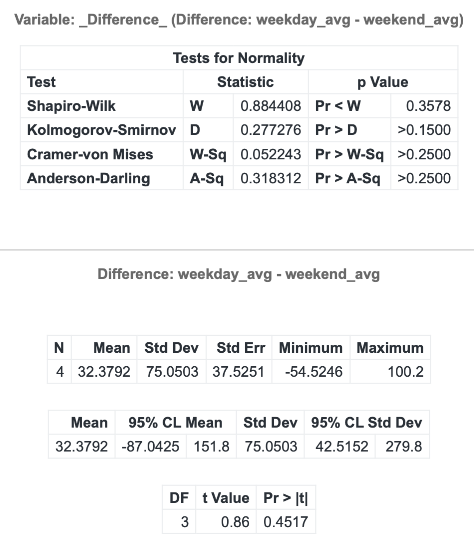 Variable: _Difference_ (Difference: weekday_avg - weekend_avg)
Tests for Normality
Test Statistic p Value
Shapiro-Wilk W 0.884408 Pr < W 0.3578
Kolmogorov-Smirnov D 0.277276 Pr > D >0.1500
Cramer-von Mises W-Sq 0.052243 Pr > W-Sq >0.2500
Anderson-Darling A-Sq 0.318312 Pr > A-Sq >0.2500
Difference: weekday_avg - weekend_avg
N Mean Std Dev Std Err Minimum Maximum
4 32.3792 75.0503 37.5251 -54.5246 100.2
Mean 95% CL Mean Std Dev 95% CL Std Dev
32.3792 -87.0425 151.8 75.0503 42.5152 279.8
DF t Value Pr > |t|
3 0.86 0.4517